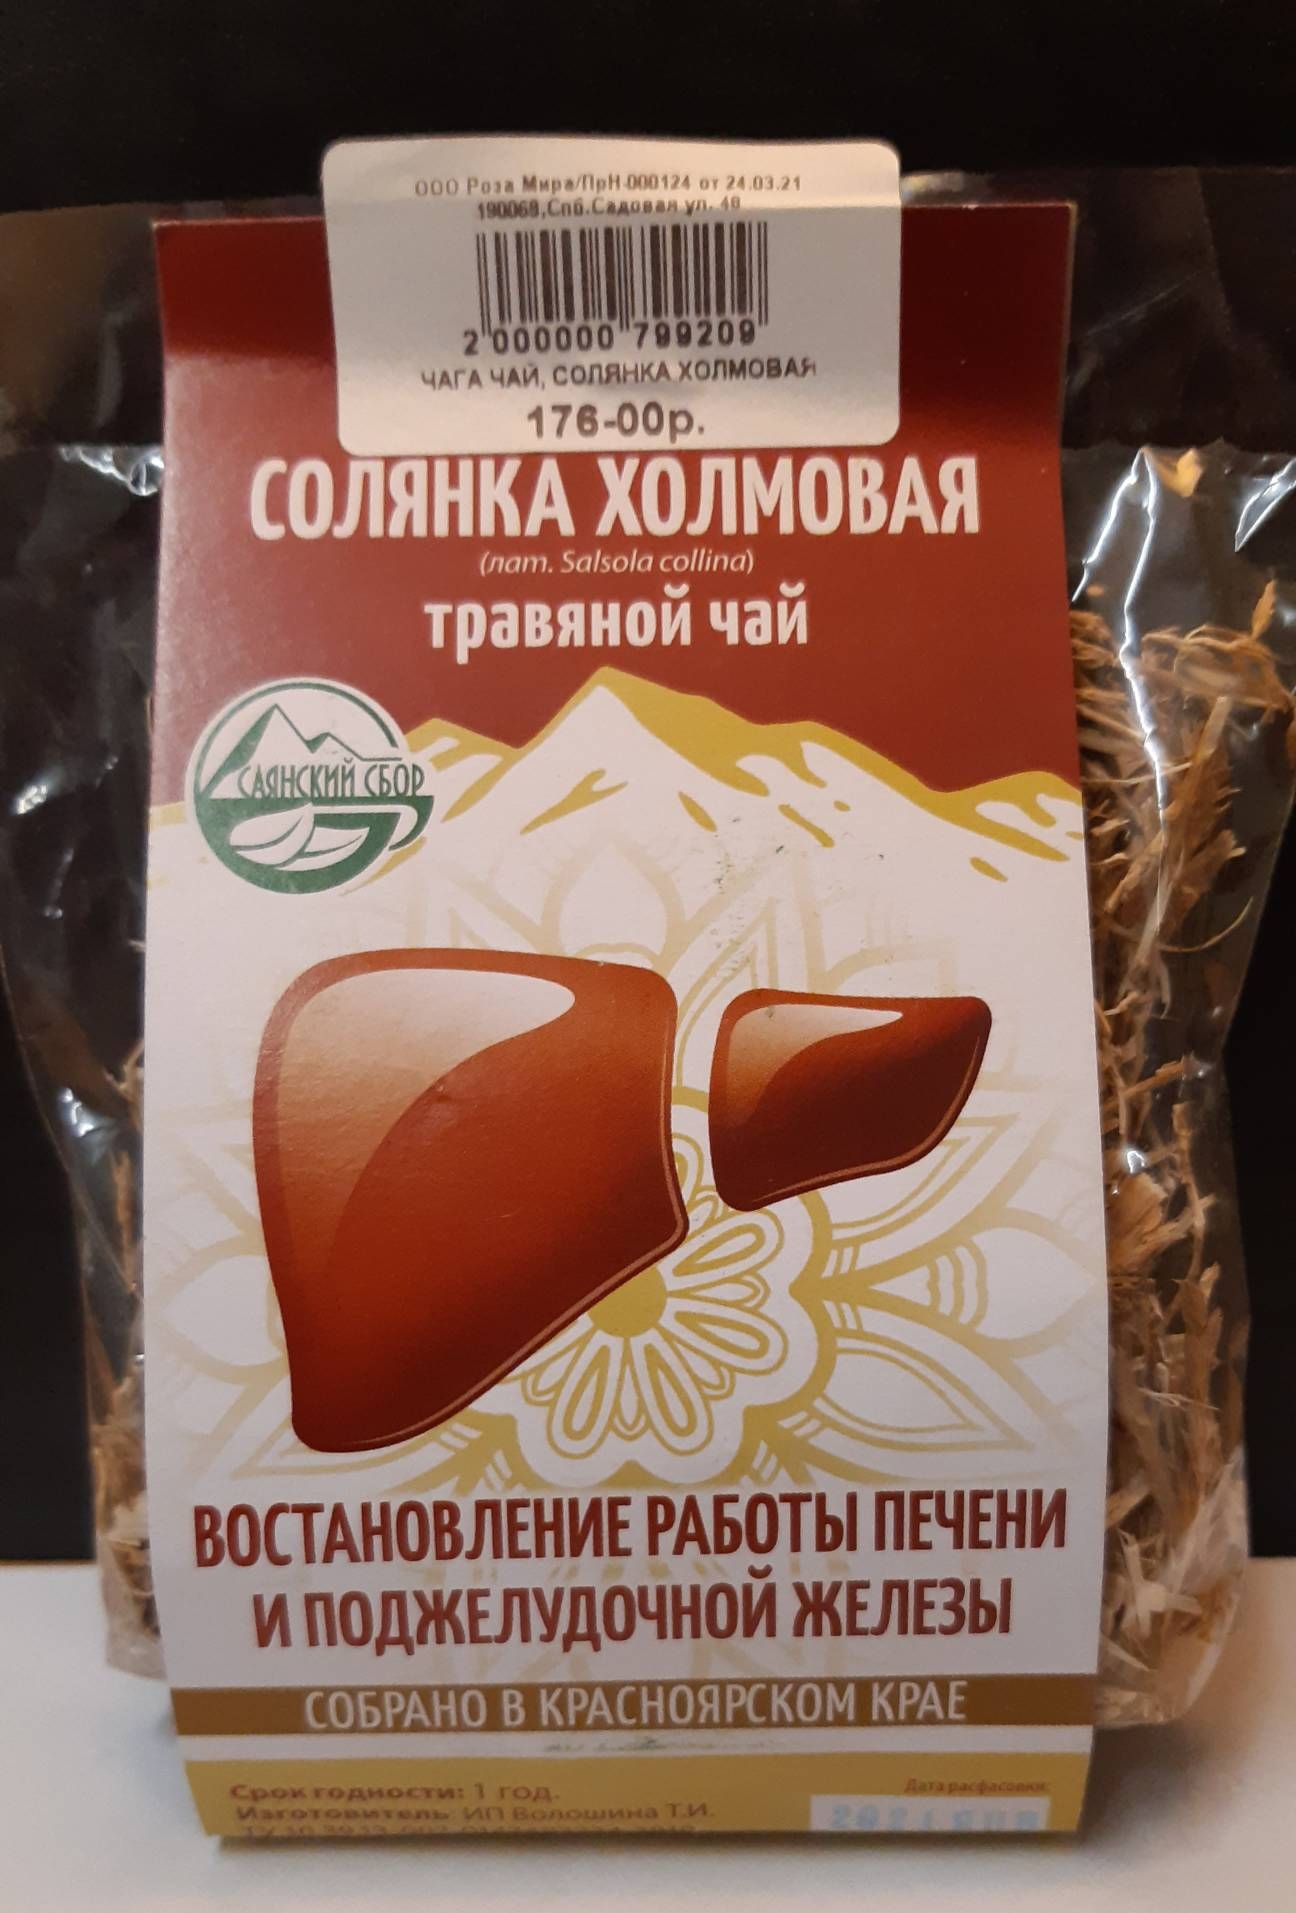 ООО Роза Мира/ПрН-000124 от 24.03.21
190068,Спб.Садовая ул. 48
2 000000 799209
ЧАГА ЧАЙ, СОЛЯНКА ХОЛМОВАЯ
176-00р.
СОЛЯНКА ХОЛМОВАЯ
(лат. Salsola collina)
травяной чай
САЯНСКИЙ СБОР
ВОСТАНОВЛЕНИЕ РАБОТЫ ПЕЧЕНИ
И ПОДЖЕЛУДОЧНОЙ ЖЕЛЕЗЫ
СОБРАНО В КРАСНОЯРСКОМ КРАЕ
Срок годности: 1 год.
Дата расфасовки:
Изготовитель: ИП Волошина Т.И.